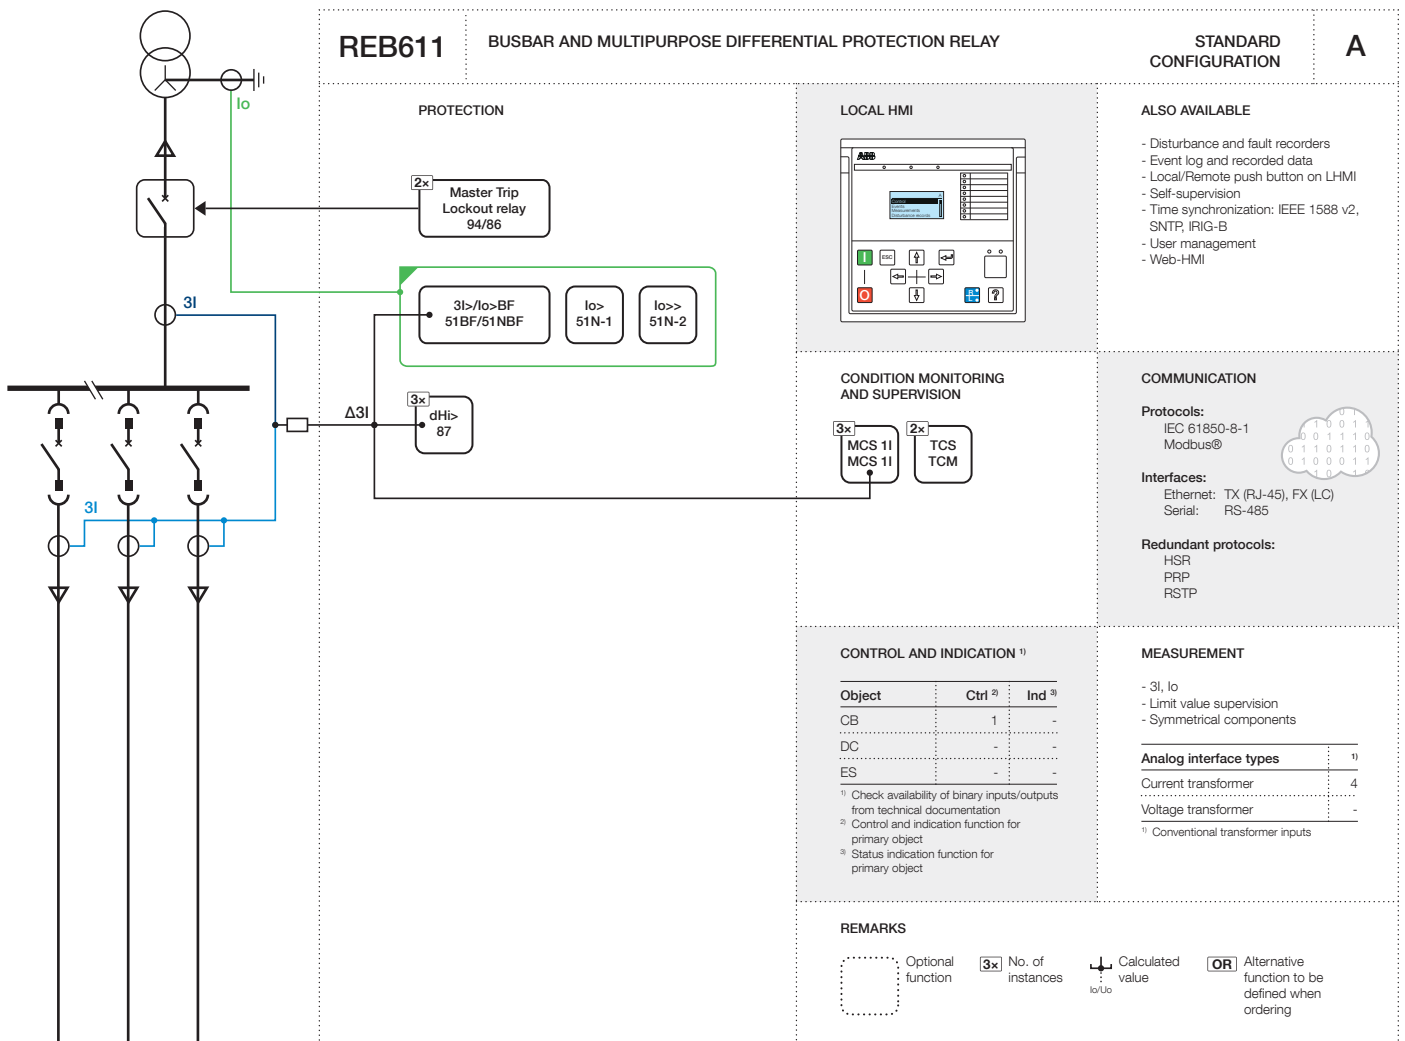 REB611
BUSBAR AND MULTIPURPOSE DIFFERENTIAL PROTECTION RELAY
STANDARD
CONFIGURATION
A
Io
3I
3I
Δ3I
PROTECTION
2×
Master Trip
Lockout relay
94/86
3I>/Io>BF
51BF/51NBF
Io>
51N-1
Io>>
51N-2
3×
dHi>
87
LOCAL HMI
ABB
Control
Events
Measurements
Disturbance records
ESC
R
L
?
I
O
ALSO AVAILABLE
- Disturbance and fault recorders
- Event log and recorded data
- Local/Remote push button on LHMI
- Self-supervision
- Time synchronization: IEEE 1588 v2,
SNTP, IRIG-B
- User management
- Web-HMI
CONDITION MONITORING
AND SUPERVISION
3×
MCS 1I
MCS 1I
2×
TCS
TCM
COMMUNICATION
Protocols:
IEC 61850-8-1
Modbus®
Interfaces:
Ethernet: TX (RJ-45), FX (LC)
Serial: RS-485
Redundant protocols:
HSR
PRP
RSTP
CONTROL AND INDICATION 1)
Object Ctrl 2) Ind 3)
CB 1 -
DC - -
ES - -
1) Check availability of binary inputs/outputs
from technical documentation
2) Control and indication function for
primary object
3) Status indication function for
primary object
MEASUREMENT
- 3I, Io
- Limit value supervision
- Symmetrical components
Analog interface types 1)
Current transformer 4
Voltage transformer -
1) Conventional transformer inputs
REMARKS
Optional
function
3×
No. of
instances
Io/Uo
Calculated
value
OR
Alternative
function to be
defined when
ordering